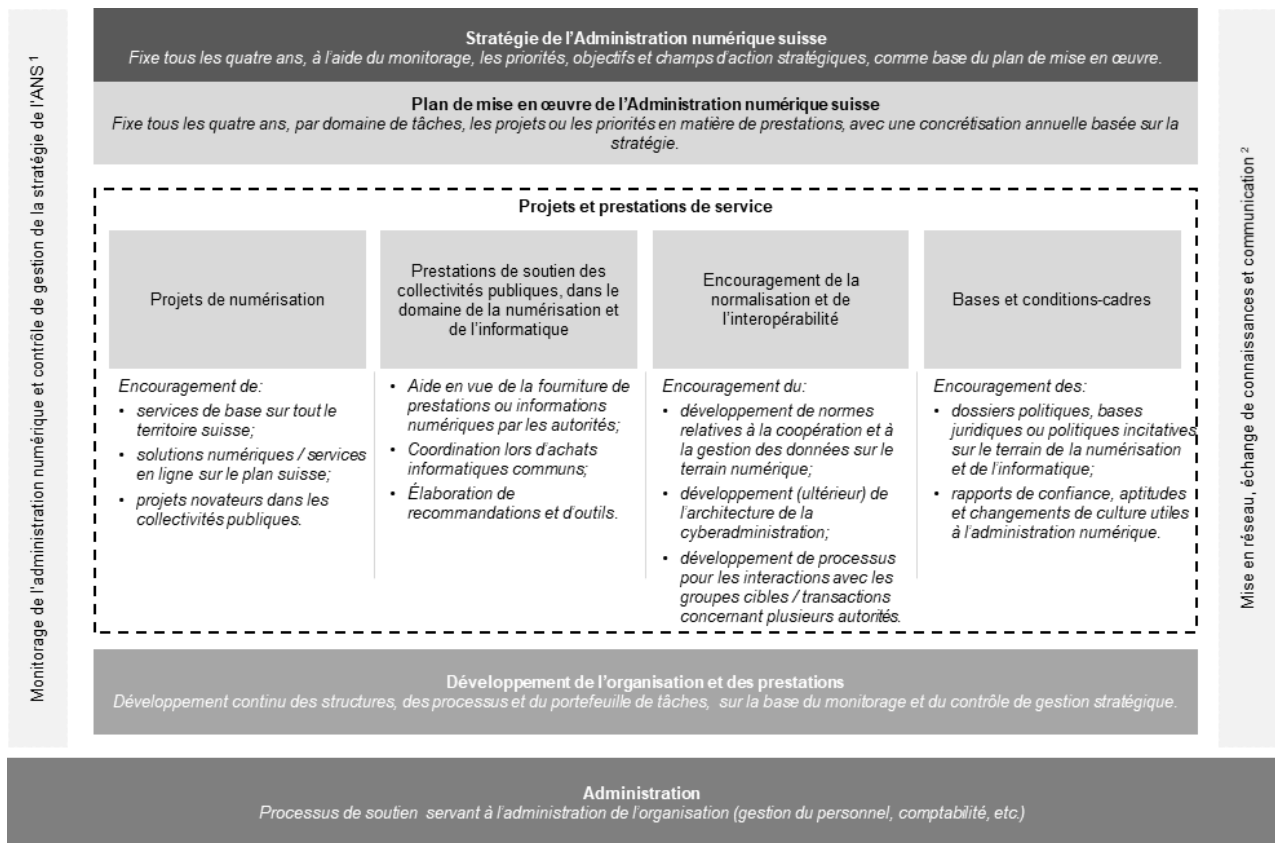 Monitorage de l'administration numérique et contrôle de gestion de la stratégie de l'ANS 1
Stratégie de l'Administration numérique suisse
Fixe tous les quatre ans, à l'aide du monitorage, les priorités, objectifs et champs d'action stratégiques, comme base du plan de mise en œuvre.
Plan de mise en œuvre de l'Administration numérique suisse
Fixe tous les quatre ans, par domaine de tâches, les projets ou les priorités en matière de prestations, avec une concrétisation annuelle basée sur la
stratégie.
Projets et prestations de service
Projets de numérisation
Encouragement de:
• services de base sur tout le
territoire suisse;
• solutions numériques / services
en ligne sur le plan suisse;
• projets novateurs dans les
collectivités publiques.
Prestations de soutien des
collectivités publiques, dans le
domaine de la numérisation et
de l'informatique
• Aide en vue de la fourniture de
prestations ou informations
numériques par les autorités;
• Coordination lors d'achats
informatiques communs;
• Élaboration de
recommandations et d'outils.
Encouragement de la
normalisation et de
l'interopérabilité
Encouragement du:
• développement de normes
relatives à la coopération et à
la gestion des données sur le
terrain numérique;
• développement (ultérieur) de
l'architecture de la
cyberadministration;
• développement de processus
pour les interactions avec les
groupes cibles / transactions
concernant plusieurs autorités.
Bases et conditions-cadres
Encouragement des:
• dossiers politiques, bases
juridiques ou politiques incitatives
sur le terrain de la numérisation
et de l'informatique;
• rapports de confiance, aptitudes
et changements de culture utiles
à l'administration numérique.
Mise en réseau, échange de connaissances et communication 2
Développement de l'organisation et des prestations
Développement continu des structures, des processus et du portefeuille de tâches, sur la base du monitorage et du contrôle de gestion stratégique.
Administration
Processus de soutien servant à l'administration de l'organisation (gestion du personnel, comptabilité, etc.)